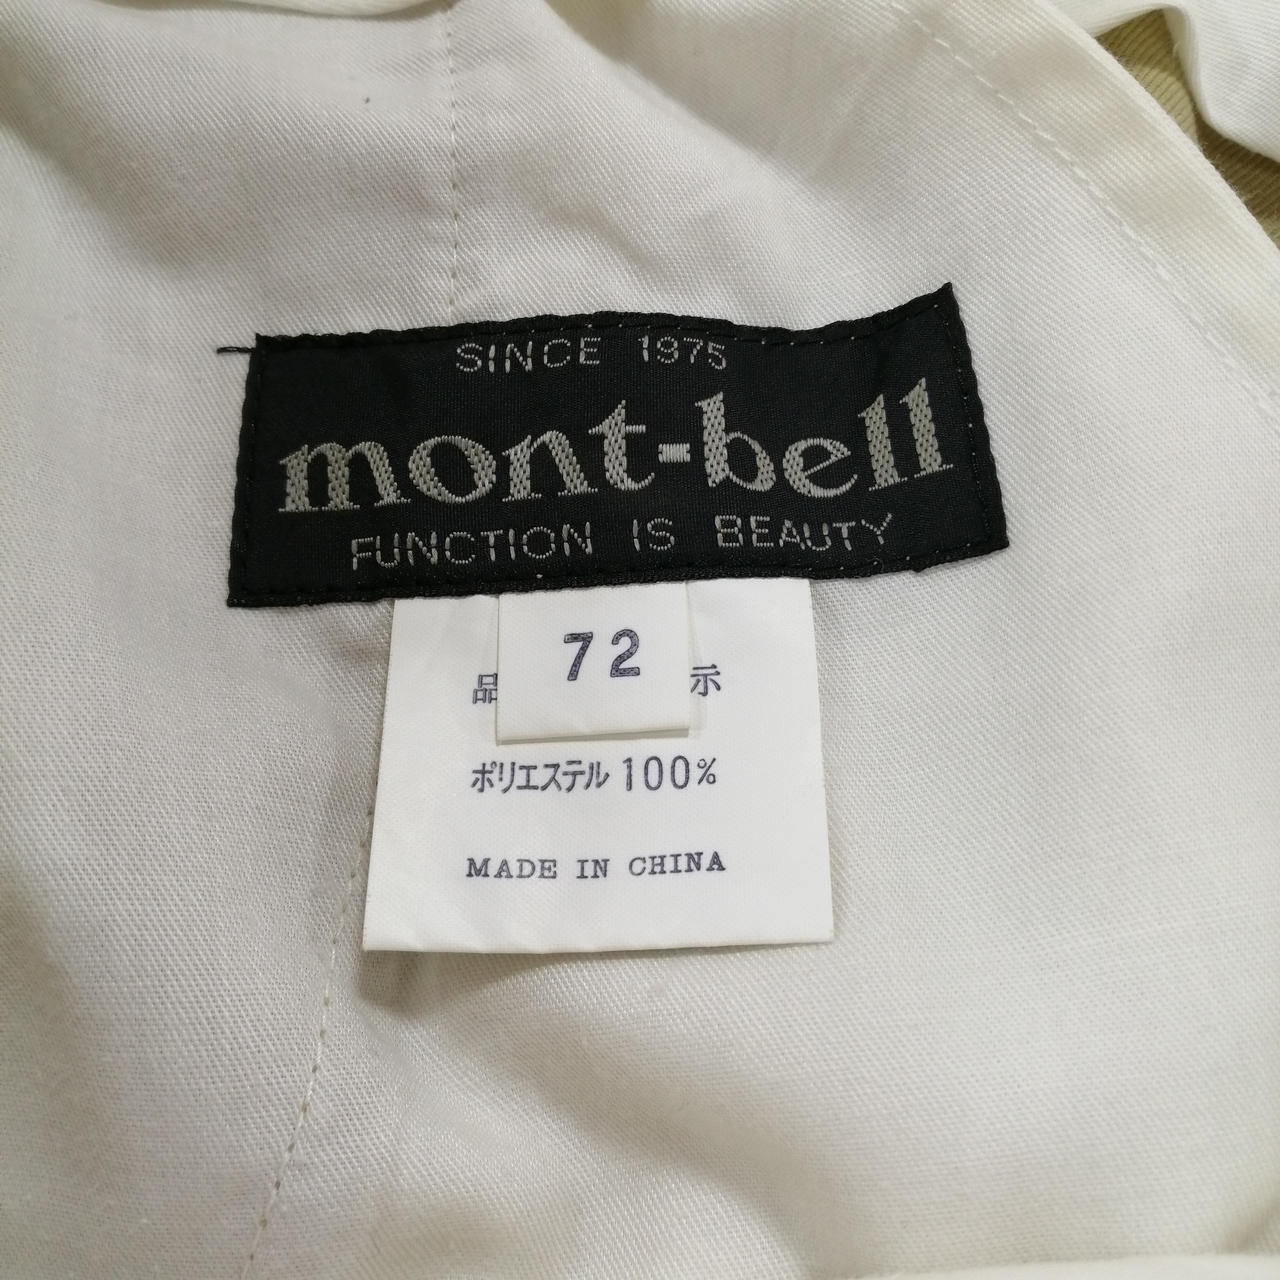 SINCE 1975
mont-bell
FUNCTION IS BEAUTY
72
品 示
ポリエステル 100%
MADE IN CHINA